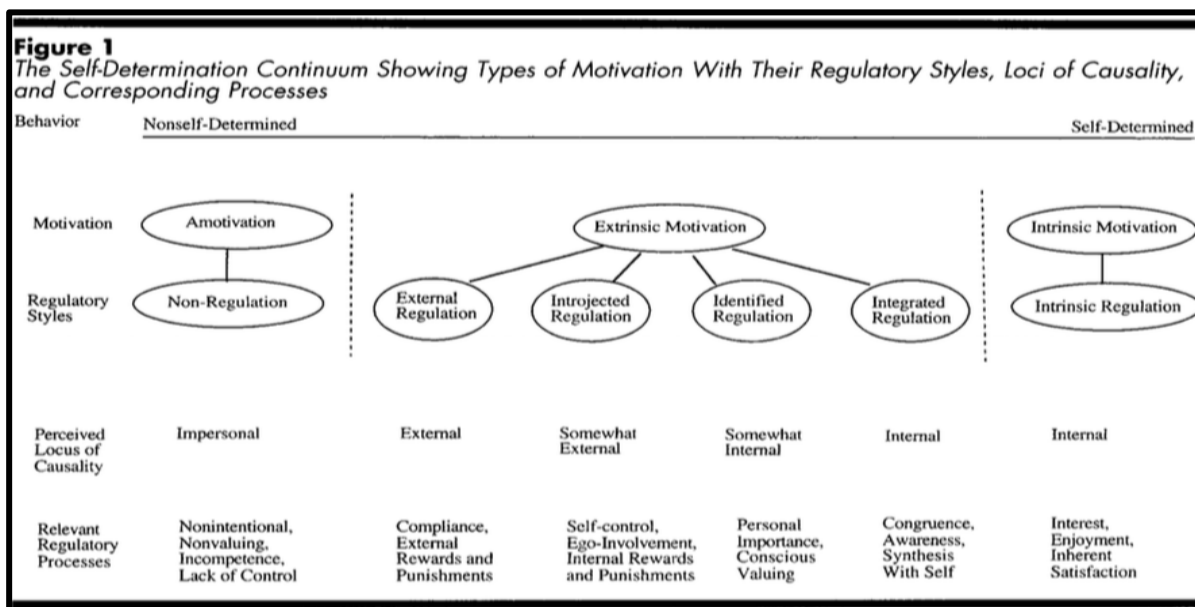 Figure 1
The Self-Determination Continuum Showing Types of Motivation With Their Regulatory Styles, Loci of Causality,
and Corresponding Processes
Behavior Nonself-Determined Self-Determined
Motivation Amotivation Extrinsic Motivation Intrinsic Motivation
Regulatory
Styles
Non-Regulation
External
Regulation
Introjected
Regulation
Identified
Regulation
Integrated
Regulation
Intrinsic Regulation
Perceived
Locus of
Causality
Impersonal
External
Somewhat
External
Somewhat
Internal
Internal
Internal
Relevant
Regulatory
Processes
Nonintentional,
Nonvaluing,
Incompetence,
Lack of Control
Compliance,
External
Rewards and
Punishments
Self-control,
Ego-Involvement,
Internal Rewards
and Punishments
Personal
Importance,
Conscious
Valuing
Congruence,
Awareness,
Synthesis
With Self
Interest,
Enjoyment,
Inherent
Satisfaction